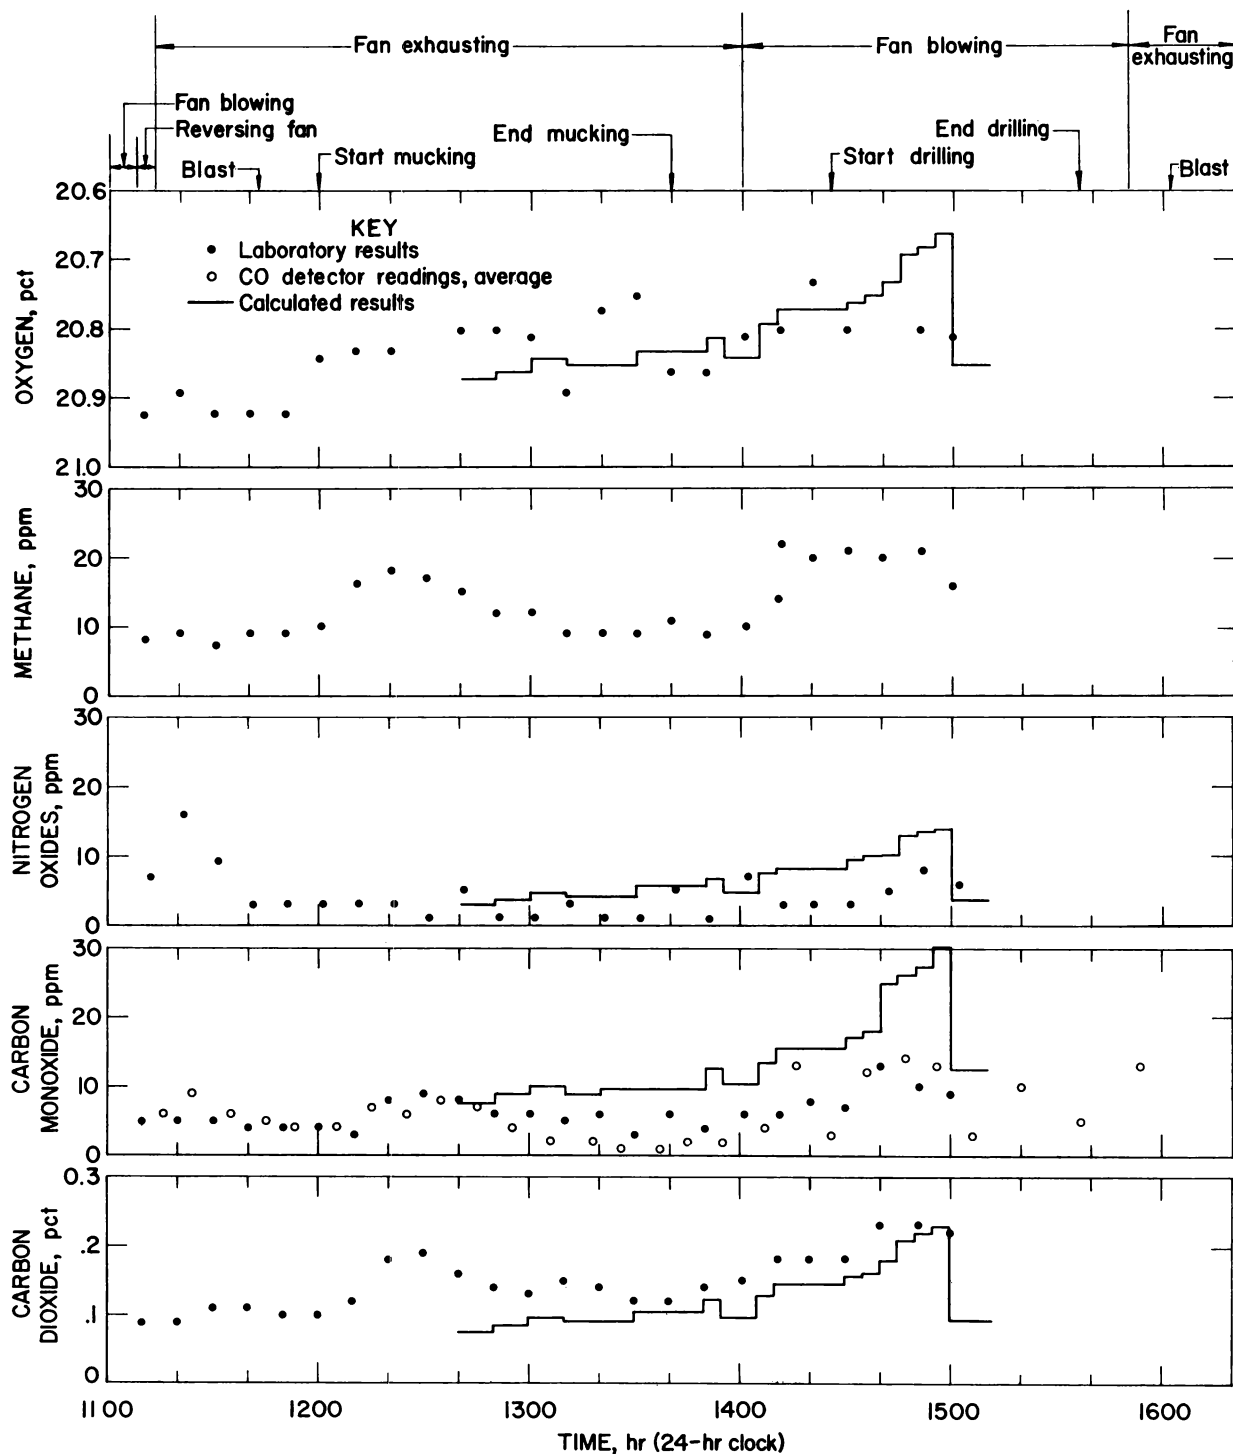 Fan exhausting
Fan blowing
Fan
exhausting
Fan blowing
Reversing fan
End mucking
End drilling
Blast
Start mucking
Start drilling
Blast
20.6
20.7
20.8
20.9
21.0
OXYGEN, pct
KEY
Laboratory results
CO detector readings, average
Calculated results
30
20
10
0
METHANE, ppm
30
20
10
0
NITROGEN
OXIDES, ppm
30
20
10
0
CARBON
MONOXIDE, ppm
0.3
.2
.1
0
CARBON
DIOXIDE, pct
1100 1200 1300 1400 1500 1600
TIME, hr (24-hr clock)